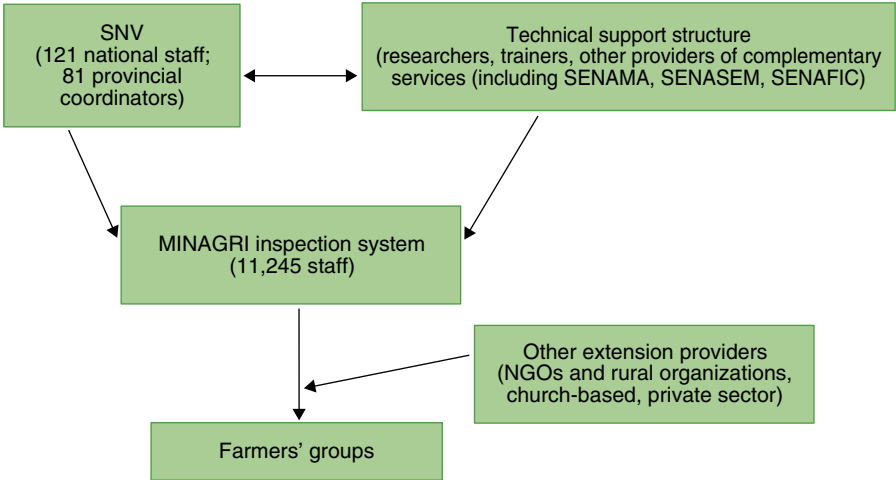 SNV
(121 national staff;
81 provincial
coordinators)
Technical support structure
(researchers, trainers, other providers of complementary
services (including SENAMA, SENASEM, SENAFIC)
MINAGRI inspection system
(11,245 staff)
Other extension providers
(NGOs and rural organizations,
church-based, private sector)
Farmers’ groups